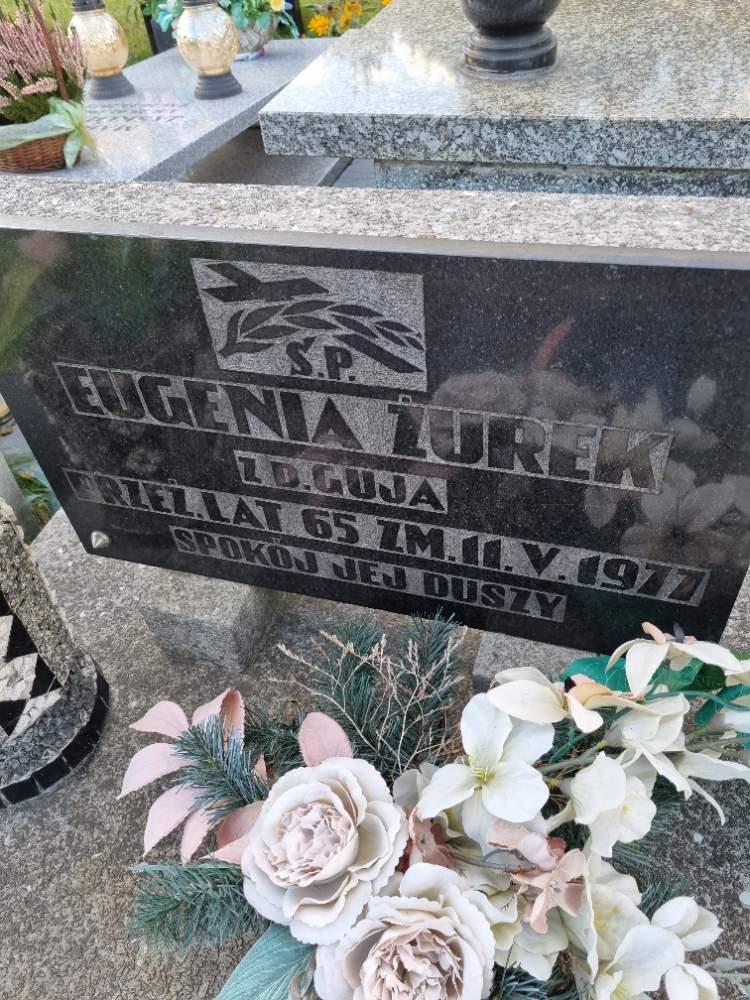 Ś.P.
EUGENIA ŻUREK
Z D. GUJA
PRZEŻ. LAT 65 ZM. 11. V. 1977
SPOKÓJ JEJ DUSZY